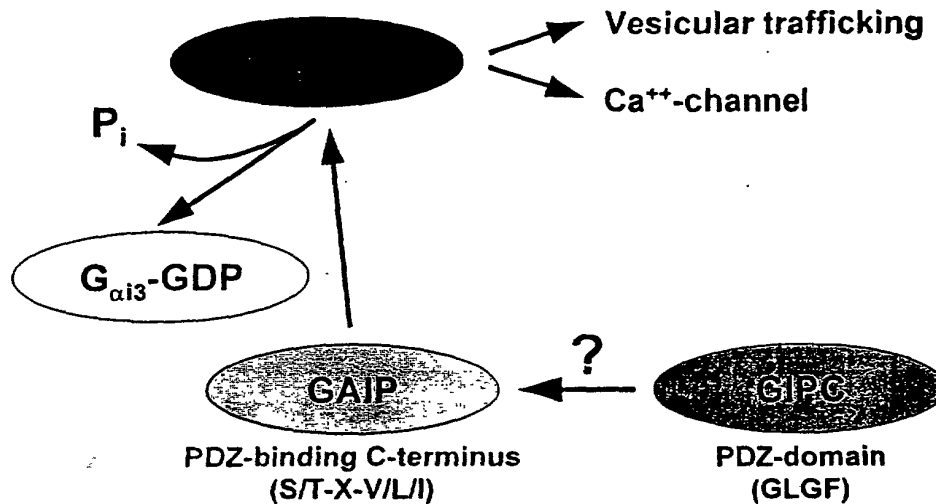 Vesicular trafficking
Ca⁺⁺-channel
Pᵢ
Gαi3-GDP
?
GAIP
GIPC
PDZ-binding C-terminus
(S/T-X-V/L/I)
PDZ-domain
(GLGF)